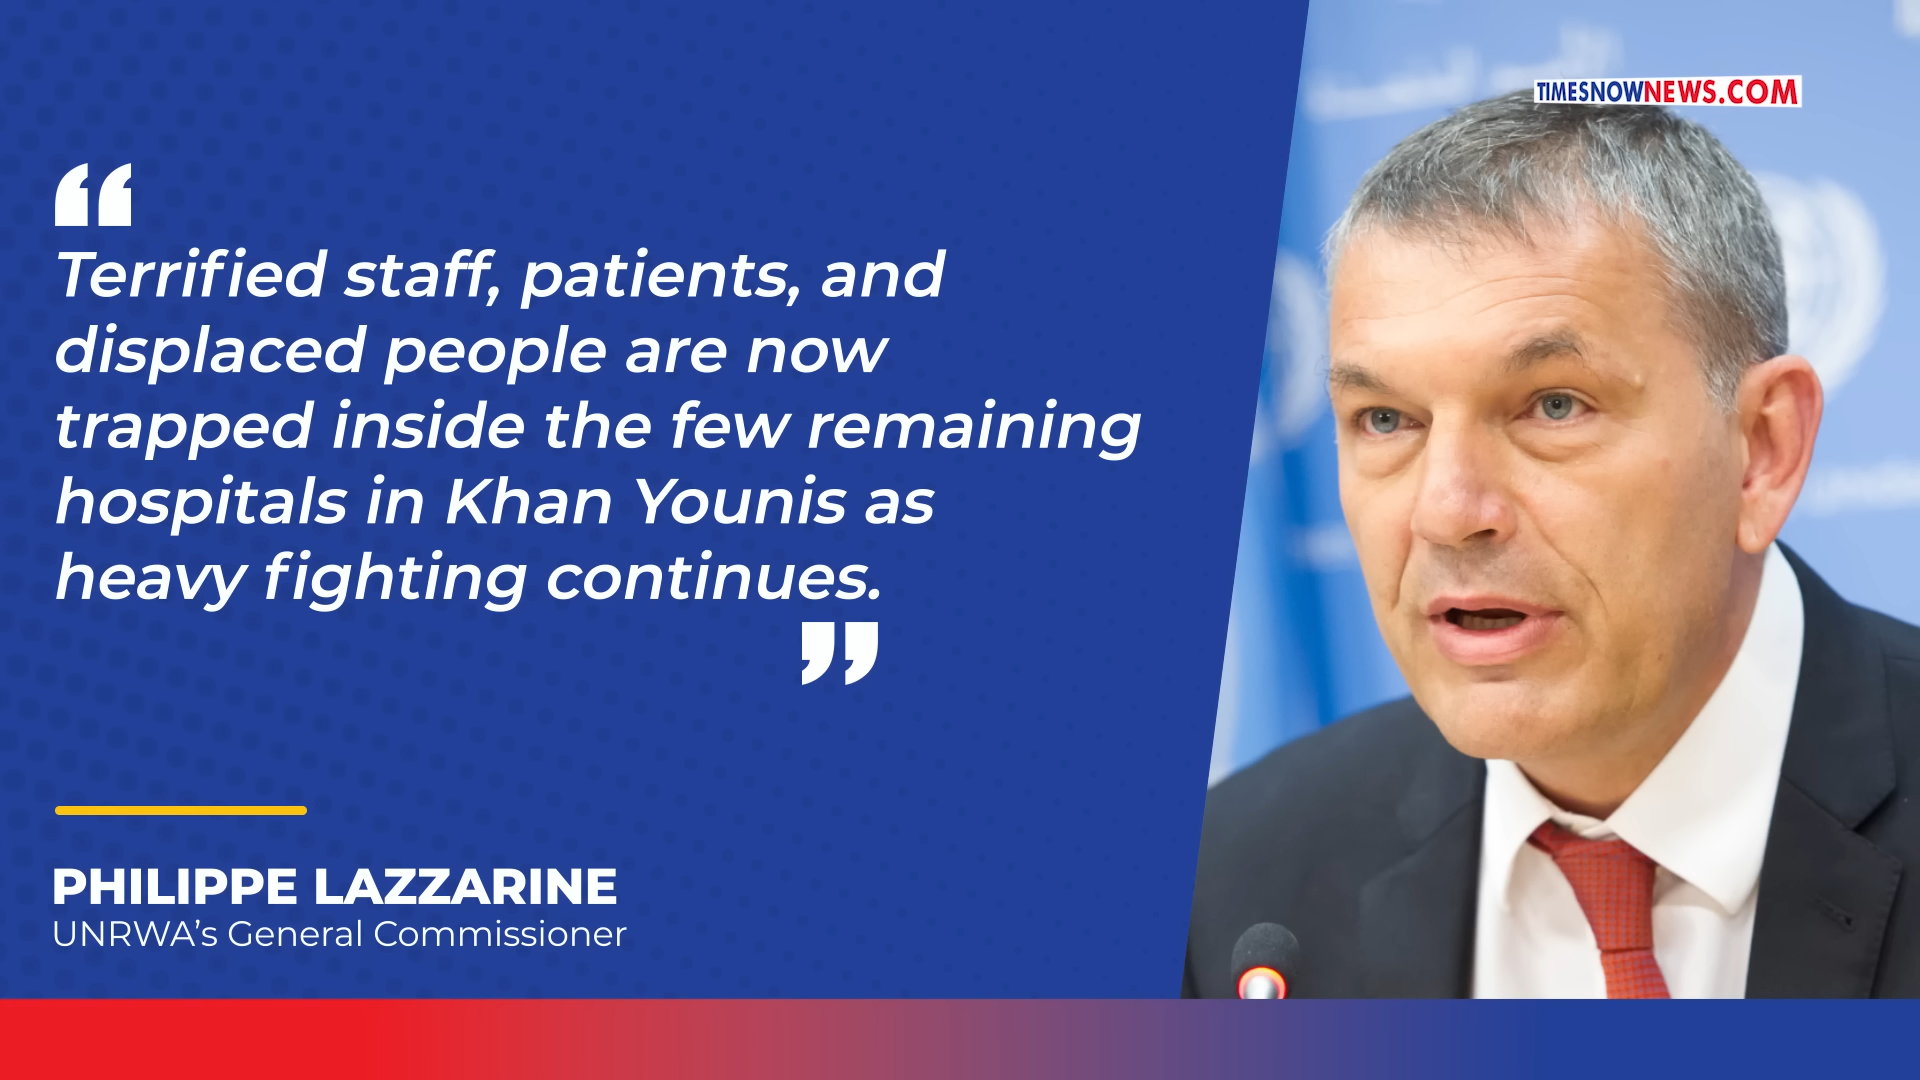 TIMESNOWNEWS.COM
“
Terrified staff, patients, and
displaced people are now
trapped inside the few remaining
hospitals in Khan Younis as
heavy fighting continues.
”
PHILIPPE LAZZARINE
UNRWA’s General Commissioner